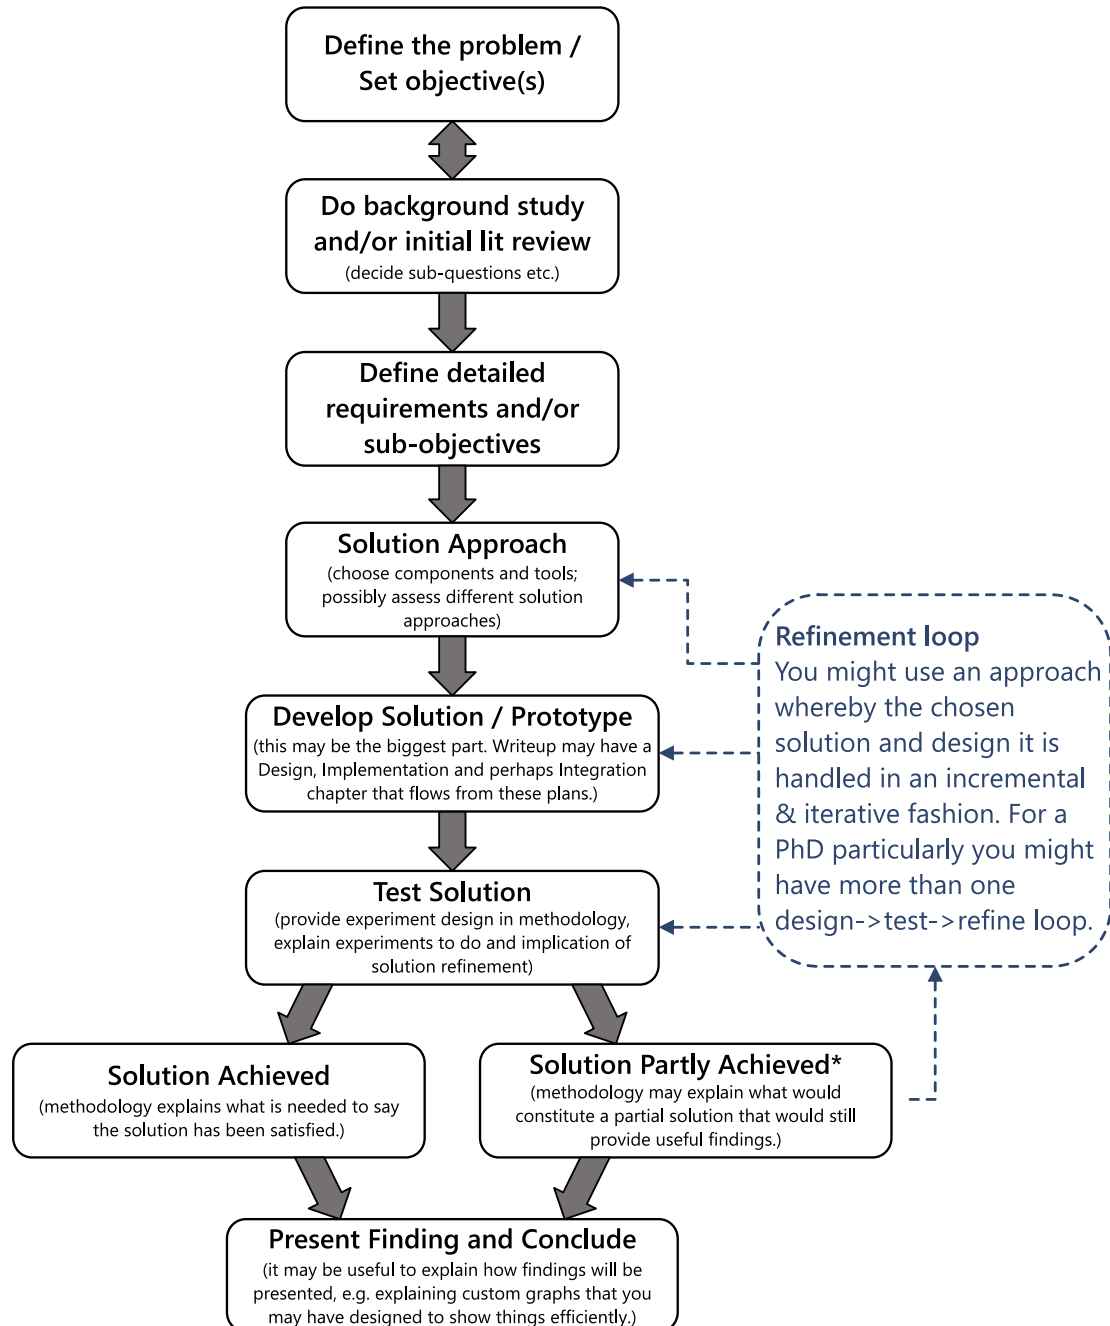 Define the problem /
Set objective(s)
Do background study
and/or initial lit review
(decide sub-questions etc.)
Define detailed
requirements and/or
sub-objectives
Solution Approach
(choose components and tools;
possibly assess different solution
approaches)
Develop Solution / Prototype
(this may be the biggest part. Writeup may have a
Design, Implementation and perhaps Integration
chapter that flows from these plans.)
Test Solution
(provide experiment design in methodology,
explain experiments to do and implication of
solution refinement)
Refinement loop
You might use an approach
whereby the chosen
solution and design it is
handled in an incremental
& iterative fashion. For a
PhD particularly you might
have more than one
design->test->refine loop.
Solution Achieved
(methodology explains what is needed to say
the solution has been satisfied.)
Solution Partly Achieved*
(methodology may explain what would
constitute a partial solution that would still
provide useful findings.)
Present Finding and Conclude
(it may be useful to explain how findings will be
presented, e.g. explaining custom graphs that you
may have designed to show things efficiently.)